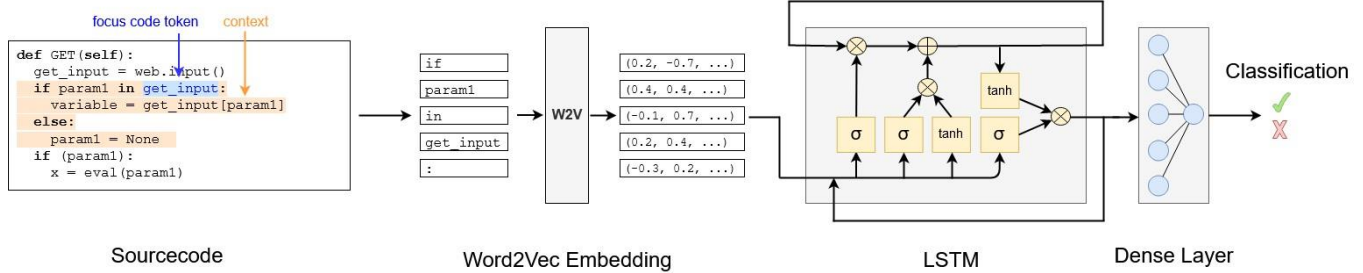 focus code token
context
def GET(self):
get_input = web.input()
if param1 in get_input:
variable = get_input[param1]
else:
param1 = None
if (param1):
x = eval(param1)
if
param1
in
get_input
:
W2V
(0.2, -0.7, ...)
(0.4, 0.4, ...)
(-0.1, 0.7, ...)
(0.2, 0.4, ...)
(-0.3, 0.2, ...)
tanh
σ
σ
tanh
σ
Classification
✓
X
Sourcecode
Word2Vec Embedding
LSTM
Dense Layer